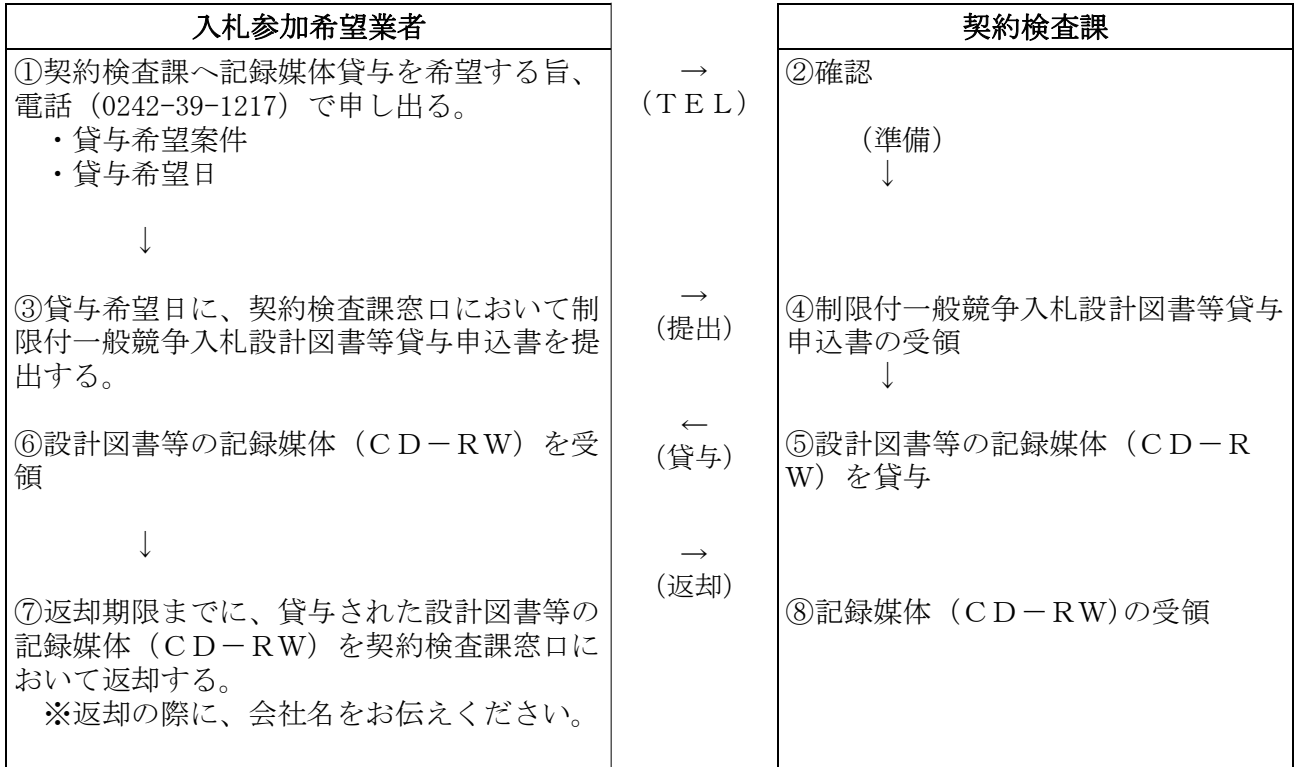 入札参加希望業者
①契約検査課へ記録媒体貸与を希望する旨、
電話（0242-39-1217）で申し出る。
・貸与希望案件
・貸与希望日
↓
③貸与希望日に、契約検査課窓口において制
限付一般競争入札設計図書等貸与申込書を提
出する。
⑥設計図書等の記録媒体（ＣＤ－ＲＷ）を受
領
↓
⑦返却期限までに、貸与された設計図書等の
記録媒体（ＣＤ－ＲＷ）を契約検査課窓口に
おいて返却する。
※返却の際に、会社名をお伝えください。
→
（ＴＥＬ）
→
（提出）
←
（貸与）
→
（返却）
契約検査課
②確認
（準備）
↓
④制限付一般競争入札設計図書等貸与
申込書の受領
↓
⑤設計図書等の記録媒体（ＣＤ－Ｒ
Ｗ）を貸与
⑧記録媒体（ＣＤ－ＲＷ）の受領